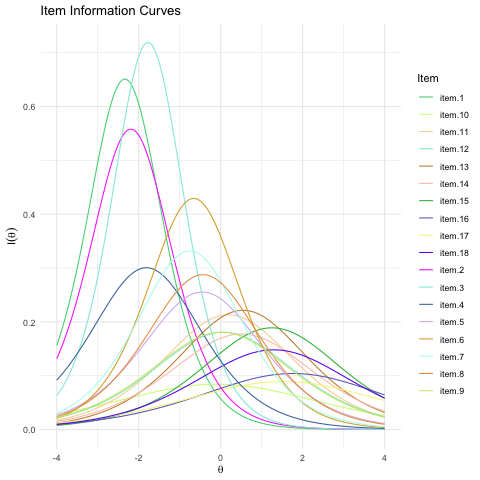 Item Information Curves
I(θ)
0.6
0.4
0.2
0.0
-4 -2 0 2 4
θ
Item
item.1
item.10
item.11
item.12
item.13
item.14
item.15
item.16
item.17
item.18
item.2
item.3
item.4
item.5
item.6
item.7
item.8
item.9